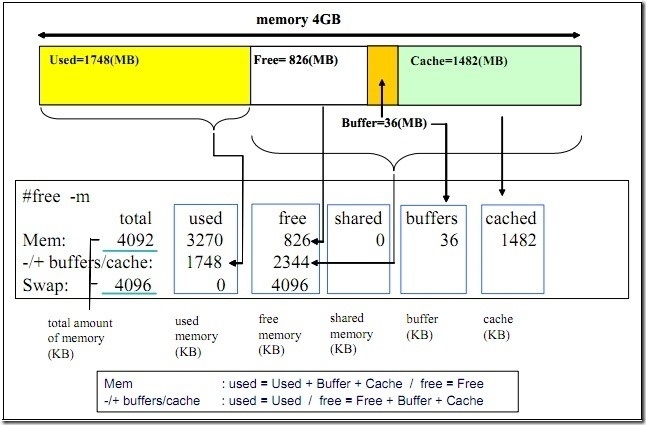 memory 4GB
Used=1748(MB) Free= 826(MB) Cache=1482(MB)
Buffer=36(MB)
#free -m
total used free shared buffers cached
Mem: 4092 3270 826 0 36 1482
-/+ buffers/cache: 1748 2344
Swap: 4096 0 4096
total amount of memory (KB) used memory (KB) free memory (KB) shared memory (KB) buffer (KB) cache (KB)
Mem : used = Used + Buffer + Cache / free = Free
-/+ buffers/cache : used = Used / free = Free + Buffer + Cache